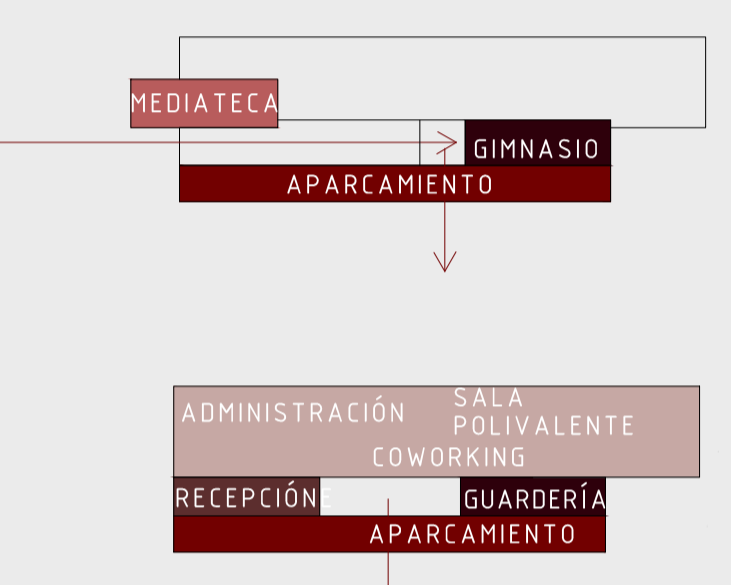 MEDIATECA
GIMNASIO
APARCAMIENTO
ADMINISTRACIÓN
SALA
POLIVALENTE
COWORKING
RECEPCIÓNE
GUARDERÍA
APARCAMIENTO